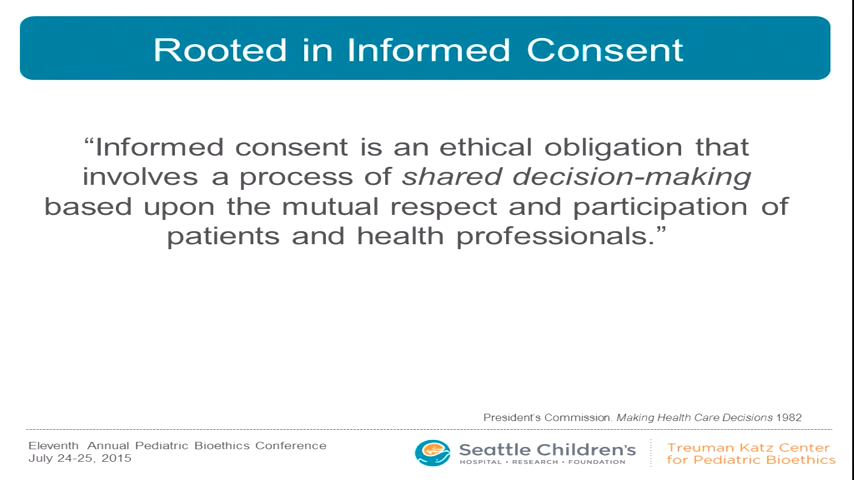 Rooted in Informed Consent
“Informed consent is an ethical obligation that
involves a process of shared decision-making
based upon the mutual respect and participation of
patients and health professionals.”
President's Commission. Making Health Care Decisions 1982
Eleventh Annual Pediatric Bioethics Conference
July 24-25, 2015
Seattle Children's
HOSPITAL • RESEARCH • FOUNDATION
Treuman Katz Center
for Pediatric Bioethics